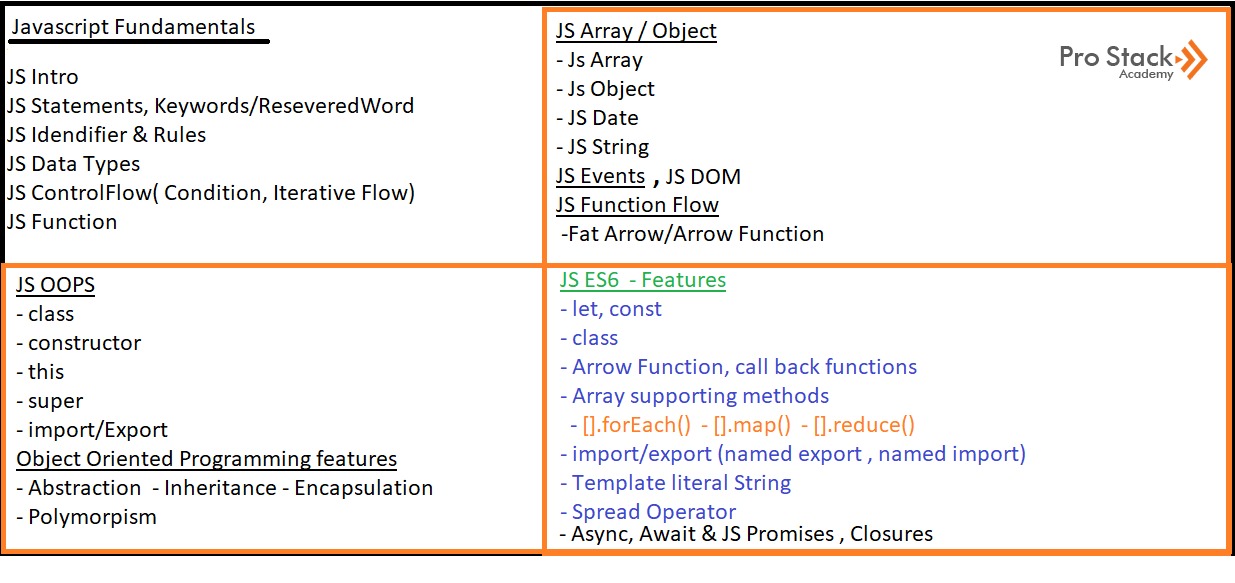 Javascript Fundamentals
JS Intro
JS Statements, Keywords/ReseveredWord
JS Idendifier & Rules
JS Data Types
JS ControlFlow( Condition, Iterative Flow)
JS Function
JS Array / Object
- Js Array
- Js Object
- JS Date
- JS String
JS Events , JS DOM
JS Function Flow
-Fat Arrow/Arrow Function
Pro Stack
Academy
JS OOPS
- class
- constructor
- this
- super
- import/Export
Object Oriented Programming features
- Abstraction - Inheritance - Encapsulation
- Polymorpism
JS ES6 - Features
- let, const
- class
- Arrow Function, call back functions
- Array supporting methods
- [].forEach() - [].map() - [].reduce()
- import/export (named export , named import)
- Template literal String
- Spread Operator
- Async, Await & JS Promises , Closures